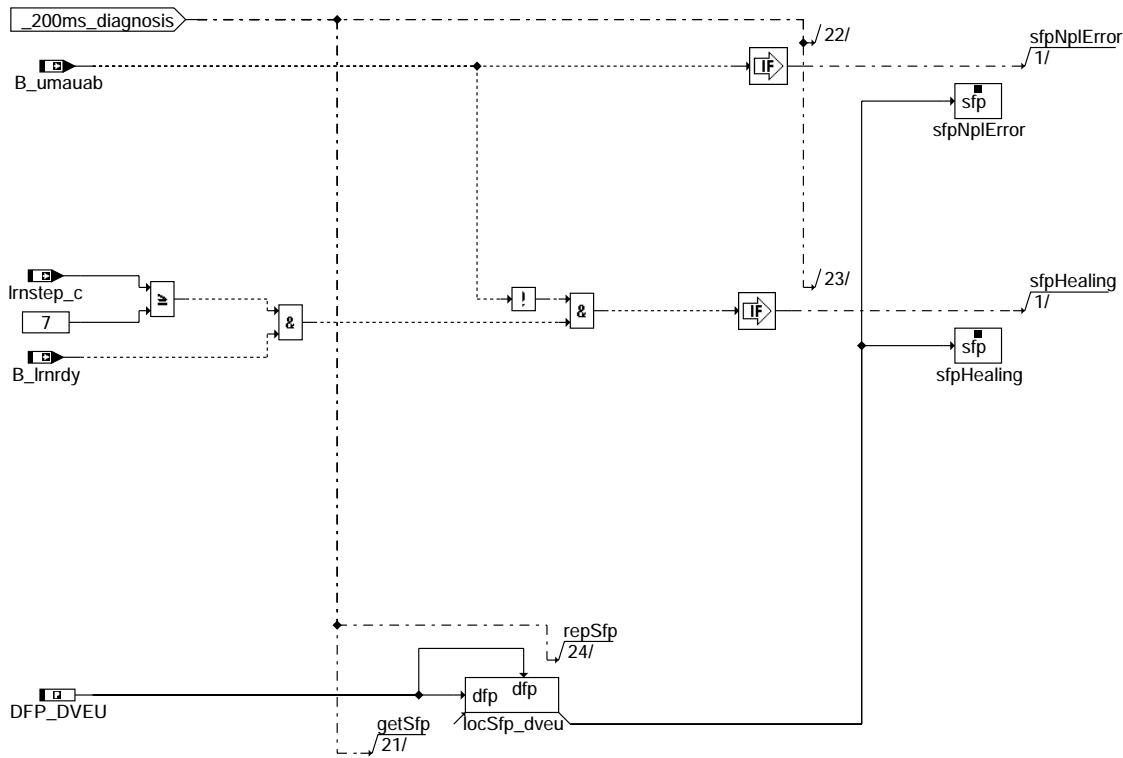 _200ms_diagnosis
22/
sfpNplError
1/
B_umauab
IF
sfp
sfpNplError
23/
lrnstep_c
sfpHealing
1/
≥
!
7
&
&
IF
B_lrnrdy
sfp
sfpHealing
repSfp
24/
dfp
dfp
DFP_DVEU
getSfp
locSfp_dveu
21/